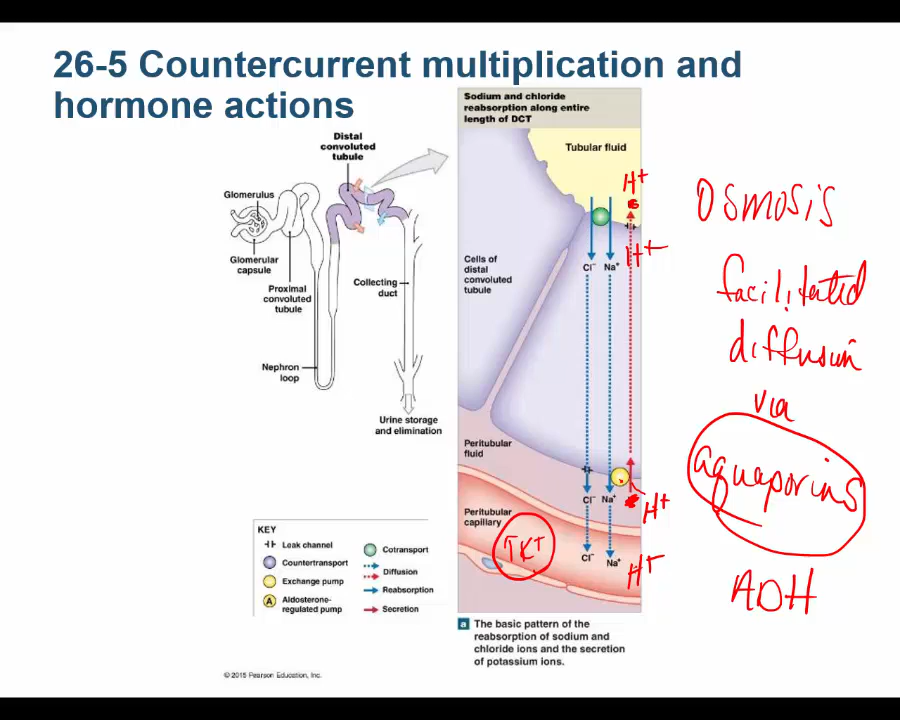 26-5 Countercurrent multiplication and
hormone actions
Distal
convoluted
tubule
Glomerulus
Glomerular
capsule
Proximal
convoluted
tubule
Collecting
duct
Nephron
loop
Urine storage
and elimination
KEY
Leak channel
Countertransport
Exchange pump
A Aldosterone-
regulated pump
Cotransport
Diffusion
Reabsorption
Secretion
Sodium and chloride
reabsorption along entire
length of DCT
Tubular fluid
H+
H+
Cl⁻ Na⁺
Cells of
distal
convoluted
tubule
Peritubular
fluid
Cl⁻ Na⁺
H+
Peritubular
capillary
↑K+
Cl⁻ Na⁺
H+
a The basic pattern of the
reabsorption of sodium and
chloride ions and the secretion
of potassium ions.
Osmosis
facilitated
diffusion
via
aquaporins
ADH
© 2015 Pearson Education, Inc.